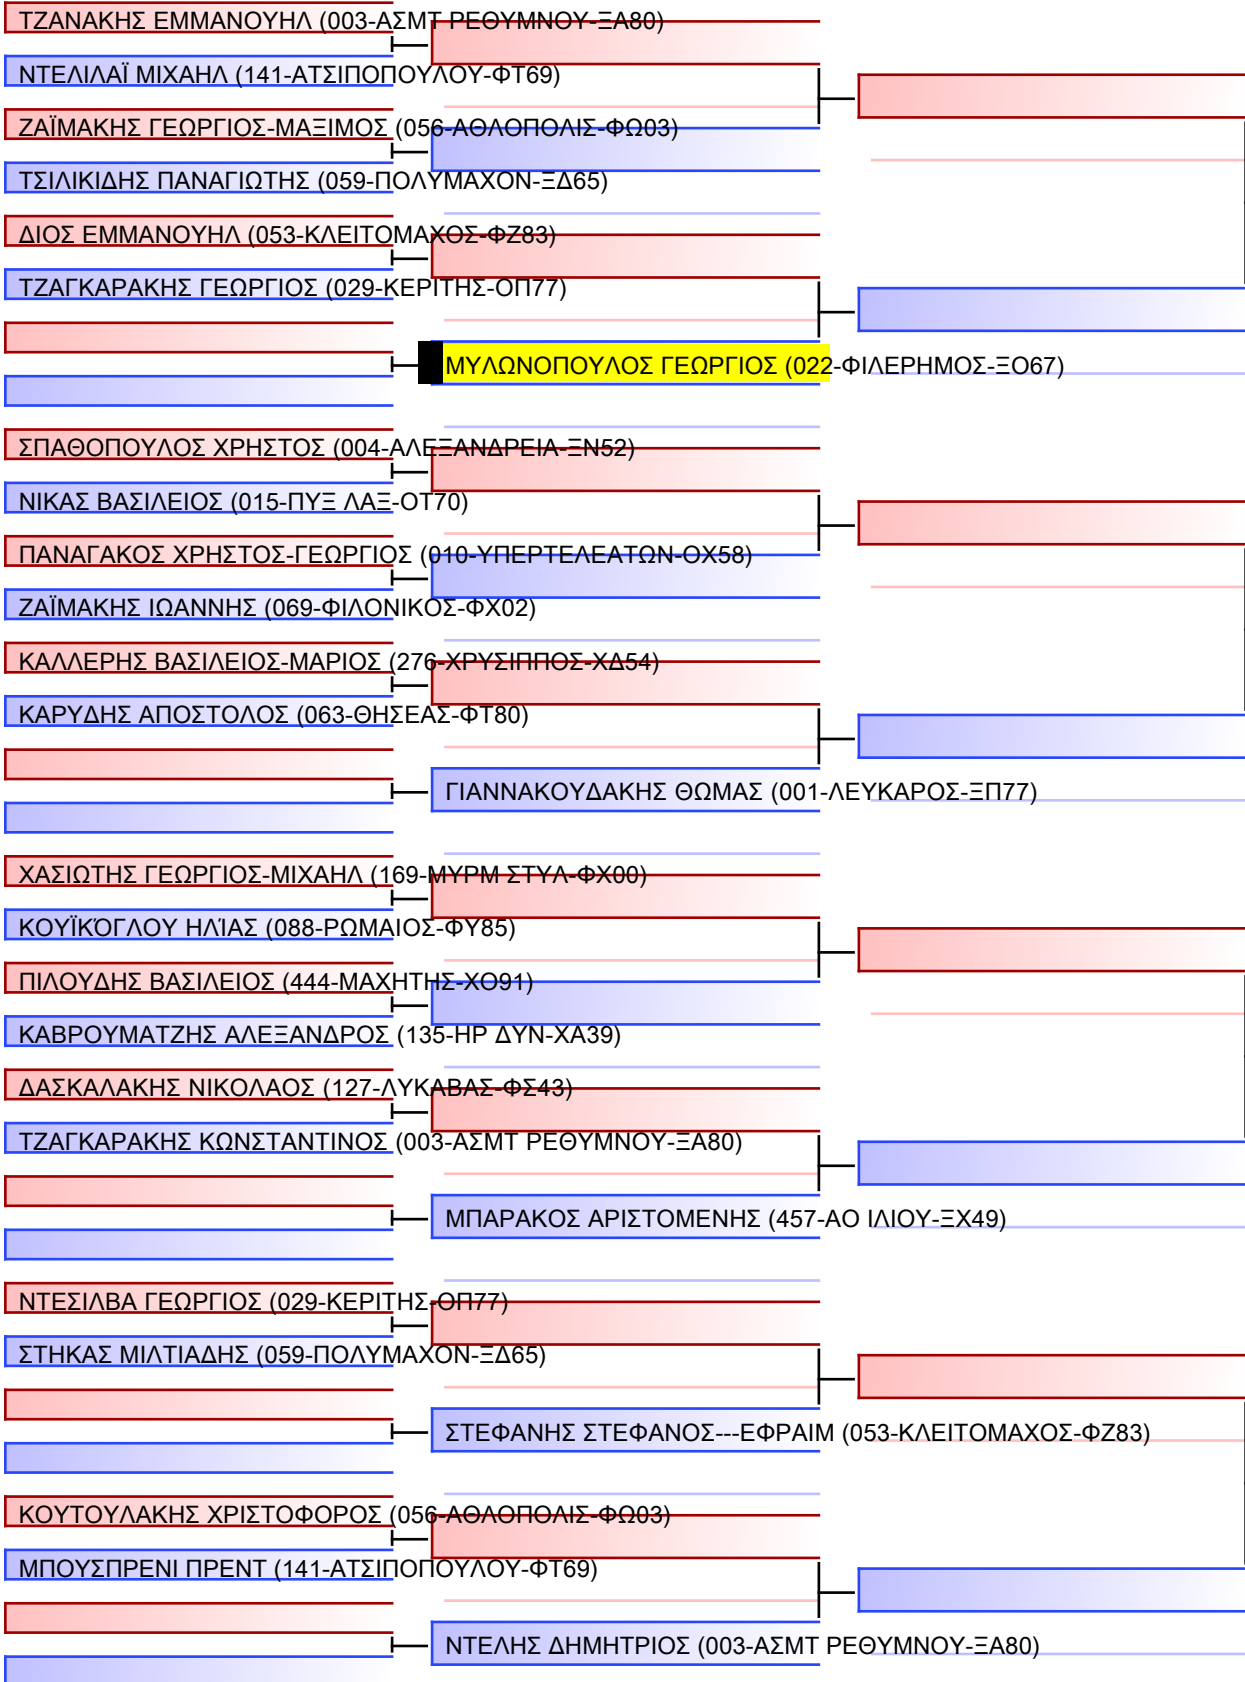 ΤΖΑΝΑΚΗΣ ΕΜΜΑΝΟΥΗΛ (003-ΑΣΜΤ ΡΕΘΥΜΝΟΥ-ΞΑ80)
ΝΤΕΛΙΛΑΪ ΜΙΧΑΗΛ (141-ΑΤΣΙΠΟΠΟΥΛΟΥ-ΦΤ69)
ΖΑΪΜΑΚΗΣ ΓΕΩΡΓΙΟΣ-ΜΑΞΙΜΟΣ (056-ΑΘΛΟΠΟΛΙΣ-ΦΩ03)
ΤΣΙΛΙΚΙΔΗΣ ΠΑΝΑΓΙΩΤΗΣ (059-ΠΟΛΥΜΑΧΟΝ-ΞΔ65)
ΔΙΟΣ ΕΜΜΑΝΟΥΗΛ (053-ΚΛΕΙΤΟΜΑΧΟΣ-ΦΖ83)
ΤΖΑΓΚΑΡΑΚΗΣ ΓΕΩΡΓΙΟΣ (029-ΚΕΡΙΤΗΣ-ΟΠ77)
ΜΥΛΩΝΟΠΟΥΛΟΣ ΓΕΩΡΓΙΟΣ (022-ΦΙΛΕΡΗΜΟΣ-ΞΟ67)
ΣΠΑΘΟΠΟΥΛΟΣ ΧΡΗΣΤΟΣ (004-ΑΛΕΞΑΝΔΡΕΙΑ-ΞΝ52)
ΝΙΚΑΣ ΒΑΣΙΛΕΙΟΣ (015-ΠΥΞ ΛΑΞ-ΟΤ70)
ΠΑΝΑΓΑΚΟΣ ΧΡΗΣΤΟΣ-ΓΕΩΡΓΙΟΣ (010-ΥΠΕΡΤΕΛΕΑΤΩΝ-ΟΧ58)
ΖΑΪΜΑΚΗΣ ΙΩΑΝΝΗΣ (069-ΦΙΛΟΝΙΚΟΣ-ΦΧ02)
ΚΑΛΛΕΡΗΣ ΒΑΣΙΛΕΙΟΣ-ΜΑΡΙΟΣ (276-ΧΡΥΣΙΠΠΟΣ-ΧΔ54)
ΚΑΡΥΔΗΣ ΑΠΟΣΤΟΛΟΣ (063-ΘΗΣΕΑΣ-ΦΤ80)
ΓΙΑΝΝΑΚΟΥΔΑΚΗΣ ΘΩΜΑΣ (001-ΛΕΥΚΑΡΟΣ-ΞΠ77)
ΧΑΣΙΩΤΗΣ ΓΕΩΡΓΙΟΣ-ΜΙΧΑΗΛ (169-ΜΥΡΜ ΣΤΥΛ-ΦΧ00)
ΚΟΥΪΚΌΓΛΟΥ ΗΛΊΑΣ (088-ΡΩΜΑΙΟΣ-ΦΥ85)
ΠΙΛΟΥΔΗΣ ΒΑΣΙΛΕΙΟΣ (444-ΜΑΧΗΤΗΣ-ΧΟ91)
ΚΑΒΡΟΥΜΑΤΖΗΣ ΑΛΕΞΑΝΔΡΟΣ (135-ΗΡ ΔΥΝ-ΧΑ39)
ΔΑΣΚΑΛΑΚΗΣ ΝΙΚΟΛΑΟΣ (127-ΛΥΚΑΒΑΣ-ΦΣ43)
ΤΖΑΓΚΑΡΑΚΗΣ ΚΩΝΣΤΑΝΤΙΝΟΣ (003-ΑΣΜΤ ΡΕΘΥΜΝΟΥ-ΞΑ80)
ΜΠΑΡΑΚΟΣ ΑΡΙΣΤΟΜΕΝΗΣ (457-ΑΟ ΙΛΙΟΥ-ΞΧ49)
ΝΤΕΣΙΛΒΑ ΓΕΩΡΓΙΟΣ (029-ΚΕΡΙΤΗΣ-ΟΠ77)
ΣΤΗΚΑΣ ΜΙΛΤΙΑΔΗΣ (059-ΠΟΛΥΜΑΧΟΝ-ΞΔ65)
ΣΤΕΦΑΝΗΣ ΣΤΕΦΑΝΟΣ---ΕΦΡΑΙΜ (053-ΚΛΕΙΤΟΜΑΧΟΣ-ΦΖ83)
ΚΟΥΤΟΥΛΑΚΗΣ ΧΡΙΣΤΟΦΟΡΟΣ (056-ΑΘΛΟΠΟΛΙΣ-ΦΩ03)
ΜΠΟΥΣΠΡΕΝΙ ΠΡΕΝΤ (141-ΑΤΣΙΠΟΠΟΥΛΟΥ-ΦΤ69)
ΝΤΕΛΗΣ ΔΗΜΗΤΡΙΟΣ (003-ΑΣΜΤ ΡΕΘΥΜΝΟΥ-ΞΑ80)